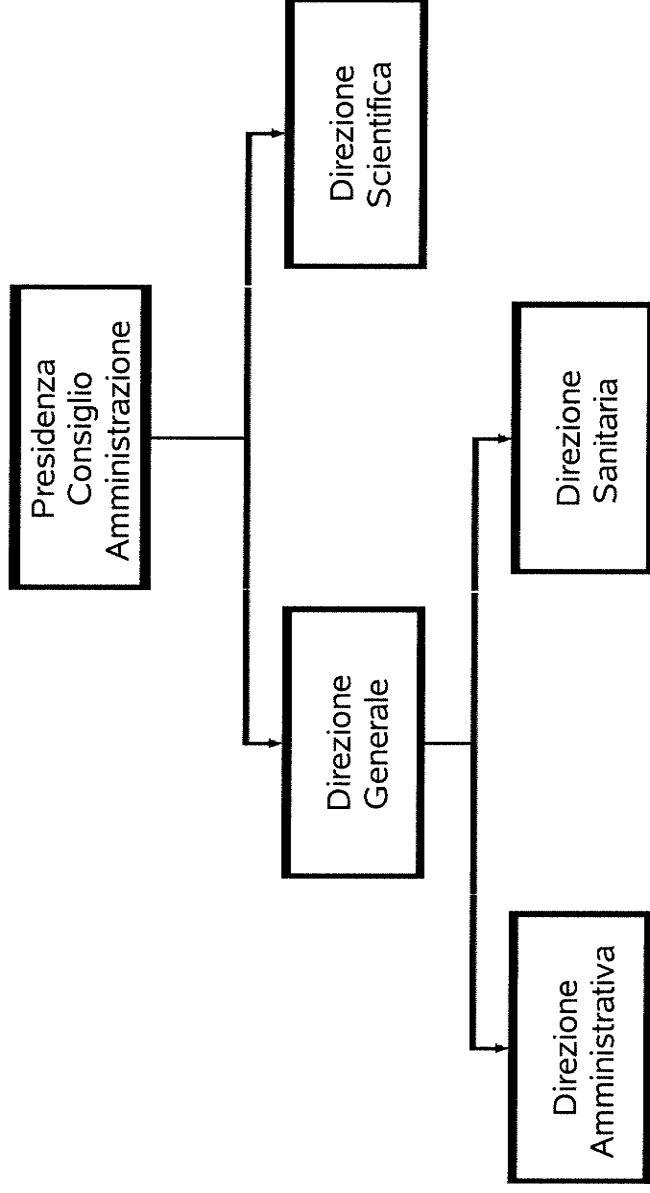 Presidenza
Consiglio
Amministrazione
Direzione
Generale
Direzione
Scientifica
Direzione
Amministrativa
Direzione
Sanitaria